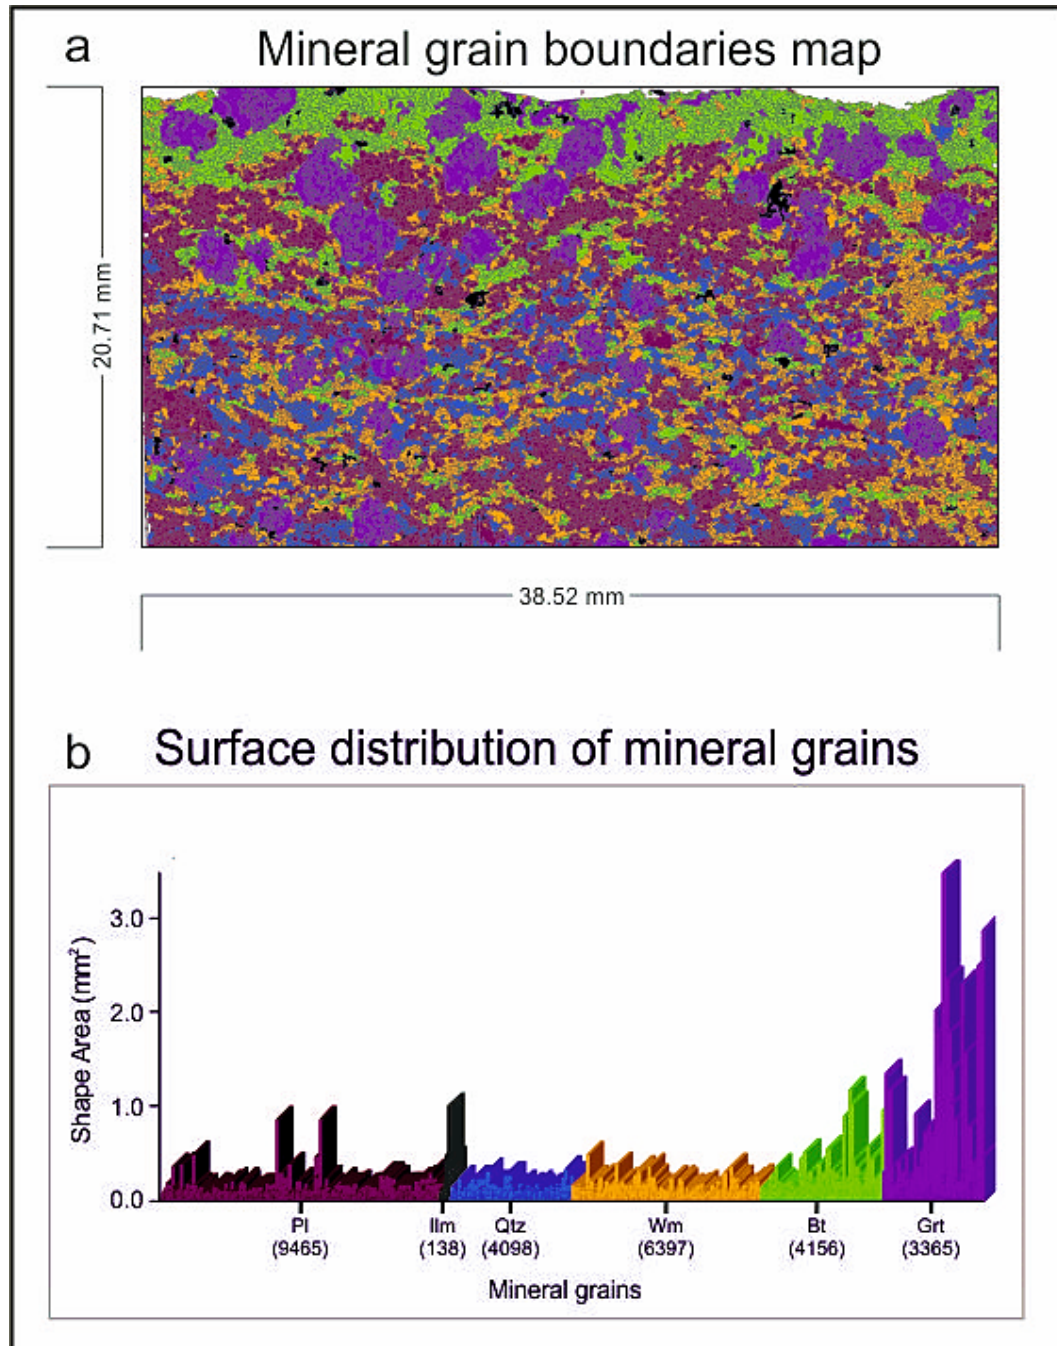 a
Mineral grain boundaries map
20.71 mm
38.52 mm
b
Surface distribution of mineral grains
Shape Area (mm²)
3.0
2.0
1.0
0.0
Pl Ilm Qtz Wm Bt Grt
(9465) (138) (4098) (6397) (4156) (3365)
Mineral grains